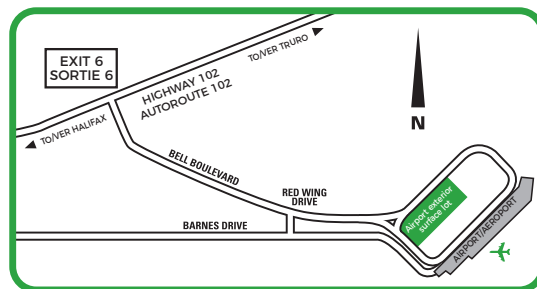 EXIT 6
SORTIE 6
TO/VER TRURO
HIGHWAY 102
AUTOROUTE 102
TO/VER HALIFAX
N
BELL BOULEVARD
RED WING
DRIVE
BARNES DRIVE
Airport exterior
surface lot
AIRPORT/AEROPORT